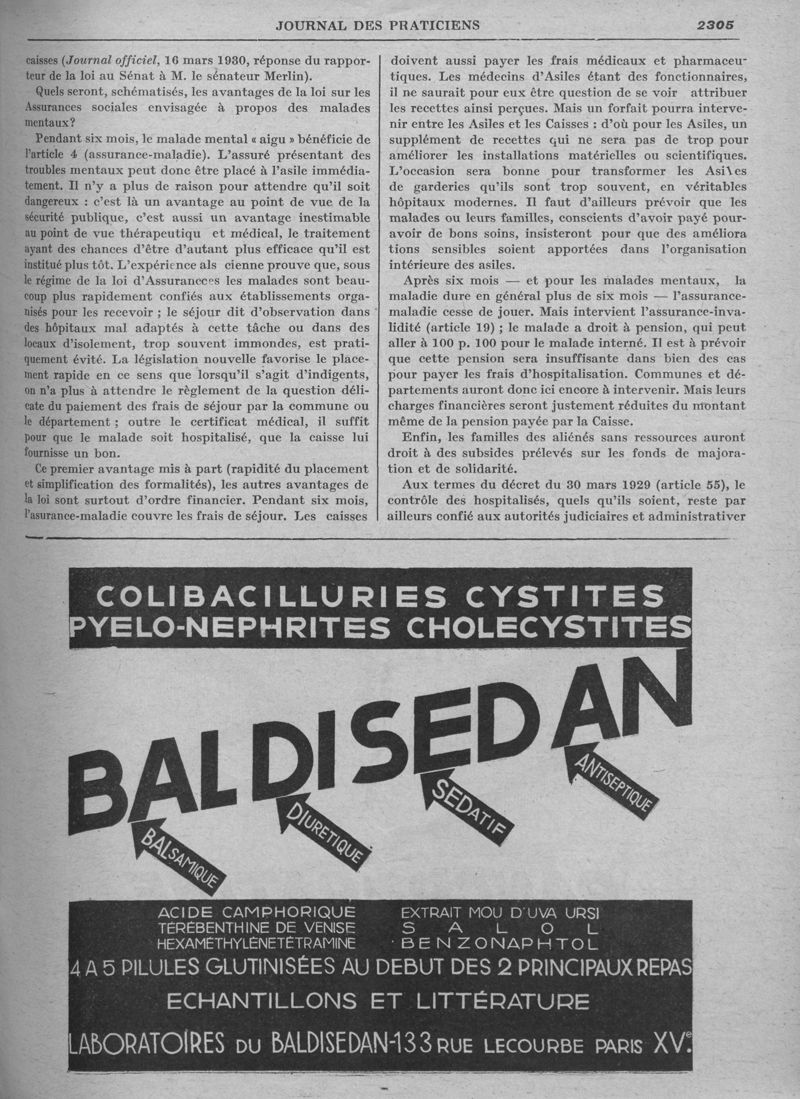 JOURNAL DES PRATICIENS 2305
caisses (Journal officiel, 16 mars 1930, réponse du rappor-
teur de la loi au Sénat à M. le sénateur Merlin).
Quels seront, schématisés, les avantages de la loi sur les
Assurances sociales envisagée à propos des malades
mentaux?
Pendant six mois, le malade mental « aigu » bénéficie de
l'article 4 (assurance-maladie). L'assuré présentant des
troubles mentaux peut donc être placé à l'asile immédia-
tement. Il n'y a plus de raison pour attendre qu'il soit
dangereux : c'est là un avantage au point de vue de la
sécurité publique, c'est aussi un avantage inestimable
au point de vue thérapeutiqu et médical, le traitement
ayant des chances d'être d'autant plus efficace qu'il est
institué plus tôt. L'expérience als cienne prouve que, sous
le régime de la loi d'Assurances les malades sont beau-
coup plus rapidement confiés aux établissements orga-
nisés pour les recevoir ; le séjour dit d'observation dans
des hôpitaux mal adaptés à cette tâche ou dans des
locaux d'isolement, trop souvent immondes, est prati-
quement évité. La législation nouvelle favorise le place-
ment rapide en ce sens que lorsqu'il s'agit d'indigents,
on n'a plus à attendre le règlement de la question déli-
cate du paiement des frais de séjour par la commune ou
le département ; outre le certificat médical, il suffit
pour que le malade soit hospitalisé, que la caisse lui
fournisse un bon.
Ce premier avantage mis à part (rapidité du placement
et simplification des formalités), les autres avantages de
la loi sont surtout d'ordre financier. Pendant six mois,
l'asurance-maladie couvre les frais de séjour. Les caisses
doivent aussi payer les frais médicaux et pharmaceu-
tiques. Les médecins d'Asiles étant des fonctionnaires,
il ne saurait pour eux être question de se voir attribuer
les recettes ainsi perçues. Mais un forfait pourra interve-
nir entre les Asiles et les Caisses : d'où pour les Asiles, un
supplément de recettes qui ne sera pas de trop pour
améliorer les installations matérielles ou scientifiques.
L'occasion sera bonne pour transformer les Asi\es
de garderies qu'ils sont trop souvent, en véritables
hôpitaux modernes. Il faut d'ailleurs prévoir que les
malades ou leurs familles, conscients d'avoir payé pour-
avoir de bons soins, insisteront pour que des améliora
tions sensibles soient apportées dans l'organisation
intérieure des asiles.
Après six mois — et pour les malades mentaux, la
maladie dure en général plus de six mois — l'assurance-
maladie cesse de jouer. Mais intervient l'assurance-inva-
lidité (article 19) ; le malade a droit à pension, qui peut
aller à 100 p. 100 pour le malade interné. Il est à prévoir
que cette pension sera insuffisante dans bien des cas
pour payer les frais d'hospitalisation. Communes et dé-
partements auront donc ici encore à intervenir. Mais leurs
charges financières seront justement réduites du montant
même de la pension payée par la Caisse.
Enfin, les familles des aliénés sans ressources auront
droit à des subsides prélevés sur les fonds de majora-
tion et de solidarité.
Aux termes du décret du 30 mars 1929 (article 55), le
contrôle des hospitalisés, quels qu'ils soient, reste par
ailleurs confié aux autorités judiciaires et administrativer
COLIBACILLURIES CYSTITES
PYELO-NEPHRITES CHOLECYSTITES
BALDISEDAN
BALSAMIQUE
DIURETIQUE
SEDATIF
ANTISEPTIQUE
ACIDE CAMPHORIQUE
TÉRÉBENTHINE DE VENISE
HEXAMÉTHYLÉNETÉTRAMINE
EXTRAIT MOU D'UVA URSI
SALOL
BENZONAPHTOL
4 A 5 PILULES GLUTINISÉES AU DEBUT DES 2 PRINCIPAUX REPAS
ECHANTILLONS ET LITTÉRATURE
LABORATOIRES DU BALDISEDAN-133 RUE LECOURBE PARIS XVe.